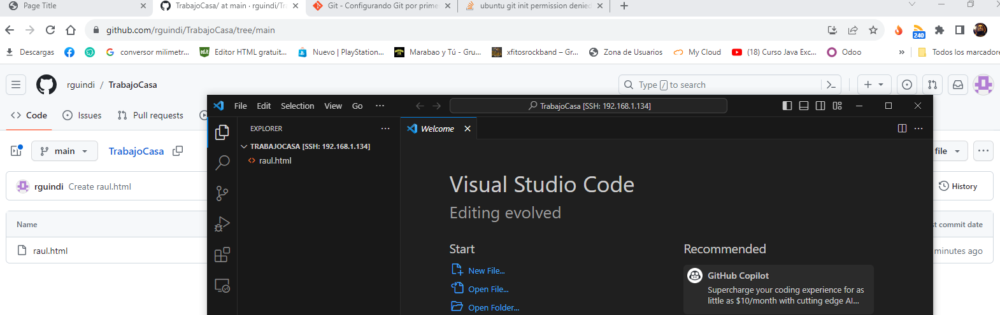 Page Title
TrabajoCasa/ at main · rguindi/Tra
Git - Configurando Git por prime
ubuntu git init permission denied
github.com/rguindi/TrabajoCasa/tree/main
240
Descargas
conversor milimetr...
Editor HTML gratuit...
Nuevo | PlayStation...
Marabao y Tú - Gru...
xfitosrockband – Gr...
Zona de Usuarios
My Cloud
(18) Curso Java Exc...
Odoo
»
Todos los marcadore
rguindi / TrabajoCasa
Type / to search
Code
Issues
Pull requests
File Edit Selection View Go ···
TrabajoCasa [SSH: 192.168.1.134]
EXPLORER
Welcome
TRABAJOCASA [SSH: 192.168.1.134]
raul.html
main
TrabajoCasa
file
rguindi Create raul.html
History
Name
st commit date
raul.html
minutes ago
Visual Studio Code
Editing evolved
Start
New File...
Open File...
Open Folder...
Recommended
GitHub Copilot
Supercharge your coding experience for as
little as $10/month with cutting edge AI...